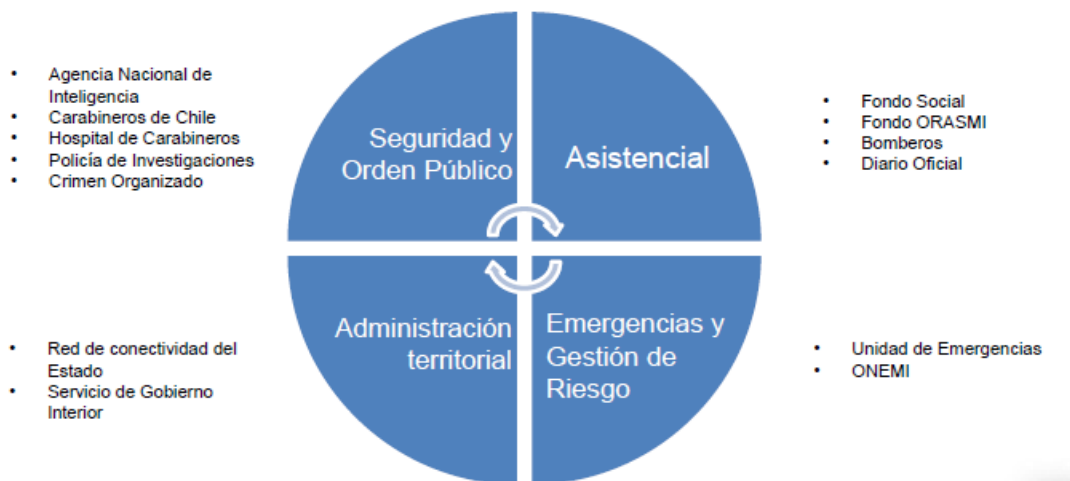 • Agencia Nacional de
Inteligencia
• Carabineros de Chile
• Hospital de Carabineros
• Policía de Investigaciones
• Crimen Organizado
Seguridad y
Orden Público
Asistencial
• Fondo Social
• Fondo ORASMI
• Bomberos
• Diario Oficial
• Red de conectividad del
Estado
• Servicio de Gobierno
Interior
Administración
territorial
Emergencias y
Gestión de
Riesgo
• Unidad de Emergencias
• ONEMI